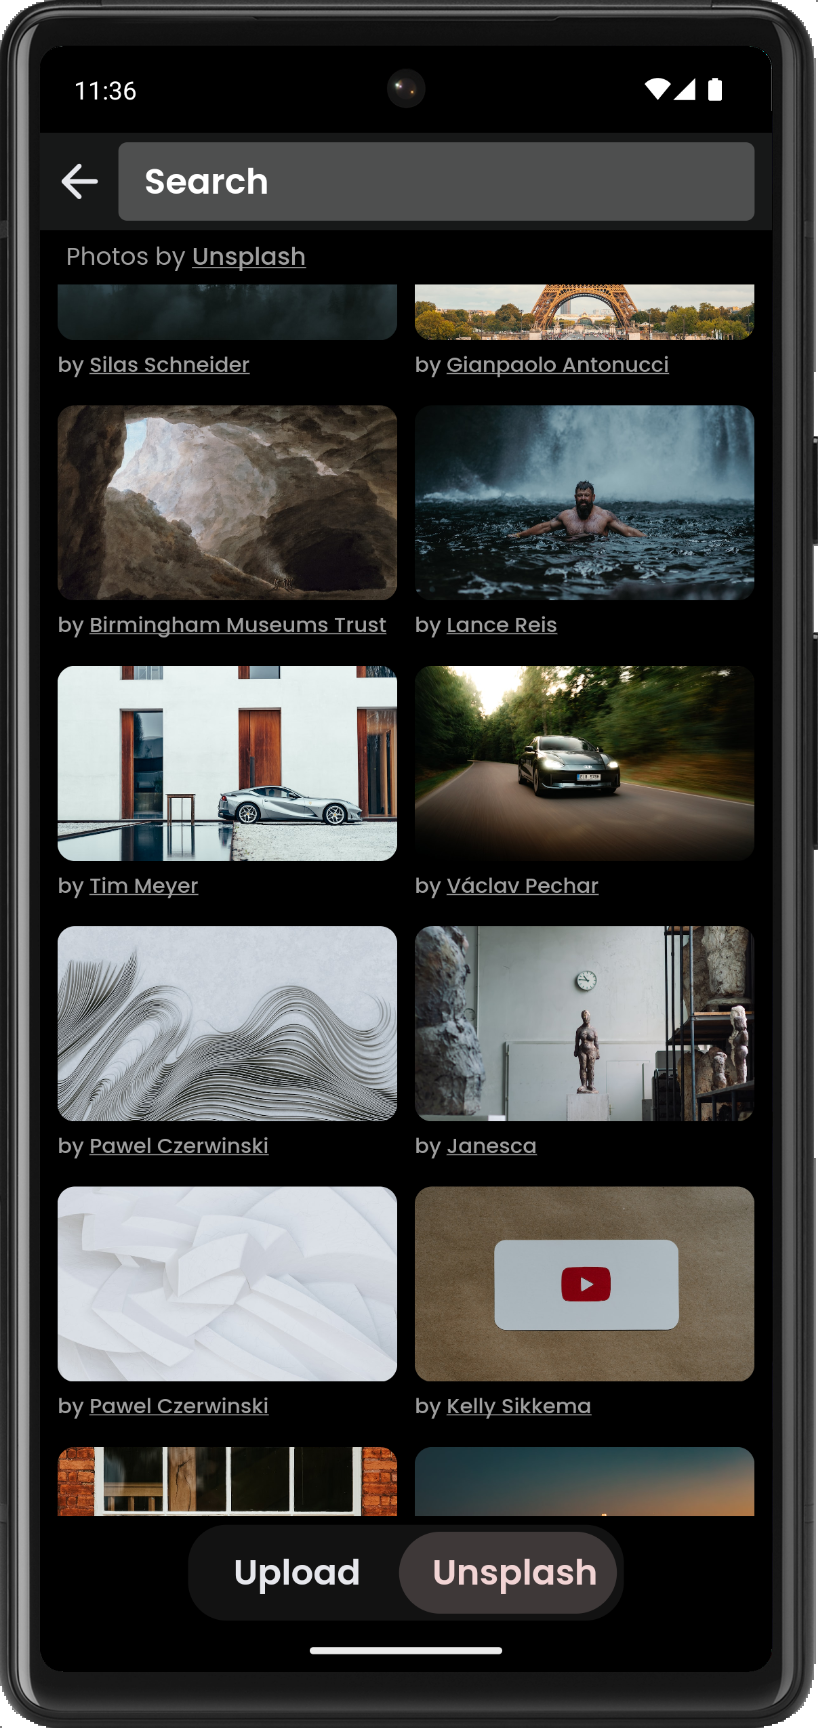 11:36
Search
Photos by Unsplash
by Silas Schneider
by Gianpaolo Antonucci
by Birmingham Museums Trust
by Lance Reis
by Tim Meyer
by Václav Pechar
by Pawel Czerwinski
by Janesca
by Pawel Czerwinski
by Kelly Sikkema
Upload
Unsplash